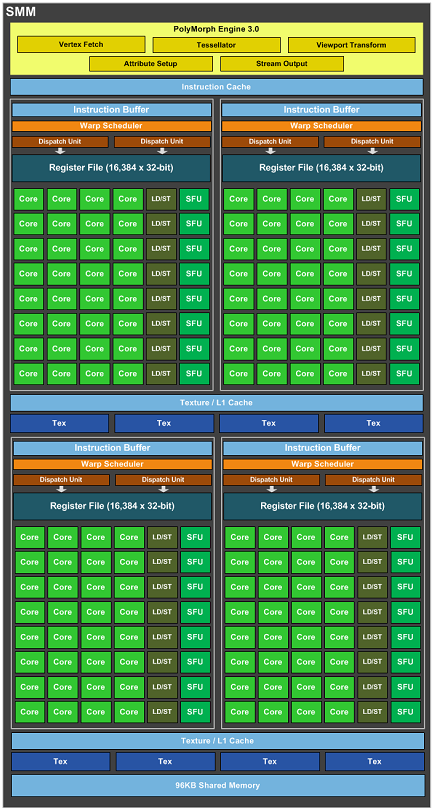 SMM
PolyMorph Engine 3.0
Vertex Fetch Tessellator Viewport Transform
Attribute Setup Stream Output
Instruction Cache
Instruction Buffer Instruction Buffer
Warp Scheduler Warp Scheduler
Dispatch Unit Dispatch Unit Dispatch Unit Dispatch Unit
Register File (16,384 x 32-bit) Register File (16,384 x 32-bit)
Core Core Core Core LD/ST SFU Core Core Core Core LD/ST SFU
Core Core Core Core LD/ST SFU Core Core Core Core LD/ST SFU
Core Core Core Core LD/ST SFU Core Core Core Core LD/ST SFU
Core Core Core Core LD/ST SFU Core Core Core Core LD/ST SFU
Core Core Core Core LD/ST SFU Core Core Core Core LD/ST SFU
Core Core Core Core LD/ST SFU Core Core Core Core LD/ST SFU
Core Core Core Core LD/ST SFU Core Core Core Core LD/ST SFU
Core Core Core Core LD/ST SFU Core Core Core Core LD/ST SFU
Texture / L1 Cache
Tex Tex Tex Tex
Instruction Buffer Instruction Buffer
Warp Scheduler Warp Scheduler
Dispatch Unit Dispatch Unit Dispatch Unit Dispatch Unit
Register File (16,384 x 32-bit) Register File (16,384 x 32-bit)
Core Core Core Core LD/ST SFU Core Core Core Core LD/ST SFU
Core Core Core Core LD/ST SFU Core Core Core Core LD/ST SFU
Core Core Core Core LD/ST SFU Core Core Core Core LD/ST SFU
Core Core Core Core LD/ST SFU Core Core Core Core LD/ST SFU
Core Core Core Core LD/ST SFU Core Core Core Core LD/ST SFU
Core Core Core Core LD/ST SFU Core Core Core Core LD/ST SFU
Core Core Core Core LD/ST SFU Core Core Core Core LD/ST SFU
Core Core Core Core LD/ST SFU Core Core Core Core LD/ST SFU
Texture / L1 Cache
Tex Tex Tex Tex
96KB Shared Memory